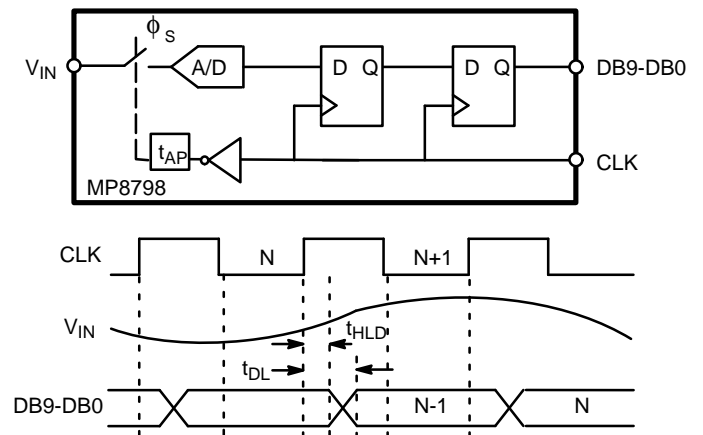 ϕS
VIN
A/D
D Q
D Q
DB9-DB0
tAP
CLK
MP8798
CLK
N
N+1
VIN
tHLD
tDL
DB9-DB0
N-1
N